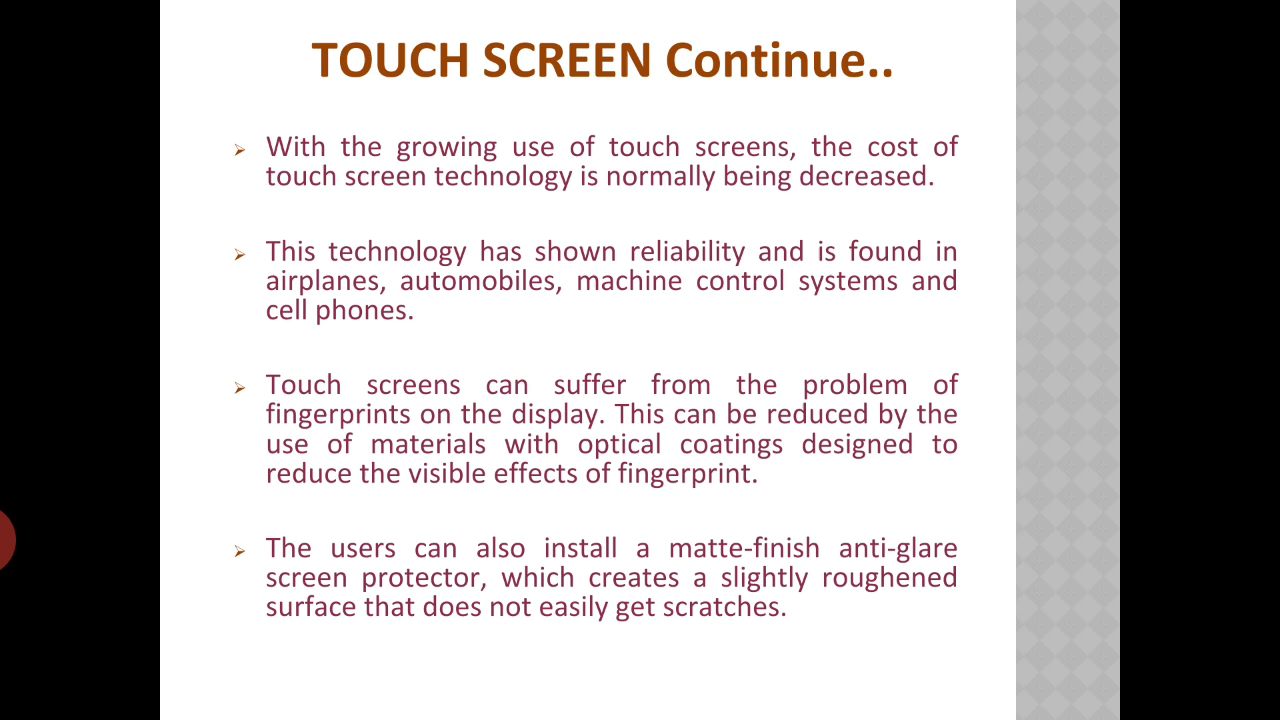 TOUCH SCREEN Continue..
With the growing use of touch screens, the cost of
touch screen technology is normally being decreased.
This technology has shown reliability and is found in
airplanes, automobiles, machine control systems and
cell phones.
Touch screens can suffer from the problem of
fingerprints on the display. This can be reduced by the
use of materials with optical coatings designed to
reduce the visible effects of fingerprint.
The users can also install a matte-finish anti-glare
screen protector, which creates a slightly roughened
surface that does not easily get scratches.